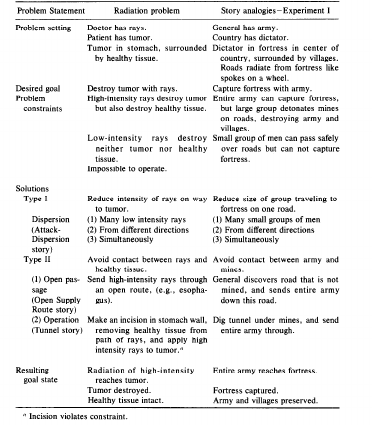 Problem Statement Radiation problem Story analogies—Experiment I
Problem setting Doctor has rays. General has army.
Patient has tumor. Country has dictator.
Tumor in stomach, surrounded Dictator in fortress in center of
by healthy tissue. country, surrounded by villages.
Roads radiate from fortress like
spokes on a wheel.
Desired goal Destroy tumor with rays. Capture fortress with army.
Problem High-intensity rays destroy tumor Entire army can capture fortress,
constraints but also destroy healthy tissue. but large group detonates mines
on roads, destroying army and
villages.
Low-intensity rays destroy Small group of men can pass safely
neither tumor nor healthy over roads but can not capture
tissue. fortress.
Impossible to operate.
Solutions
Type I Reduce intensity of rays on way Reduce size of group traveling to
to tumor. fortress on one road.
Dispersion (1) Many low intensity rays (1) Many small groups of men
(Attack- (2) From different directions (2) From different directions
Dispersion (3) Simultaneously (3) Simultaneously
story)
Type II Avoid contact between rays and Avoid contact between army and
healthy tissue. mines.
(1) Open pas- Send high-intensity rays through General discovers road that is not
sage an open route, (e.g., esopha- mined, and sends entire army
(Open Supply gus). down this road.
Route story)
(2) Operation Make an incision in stomach wall, Dig tunnel under mines, and send
(Tunnel story) removing healthy tissue from entire army through.
path of rays, and apply high
intensity rays to tumor.ᵃ
Resulting Radiation of high-intensity Entire army reaches fortress.
goal state reaches tumor.
Tumor destroyed. Fortress captured.
Healthy tissue intact. Army and villages preserved.
ᵃ Incision violates constraint.